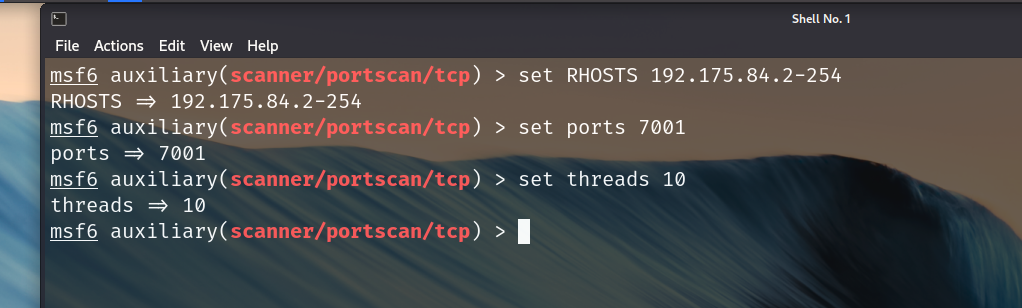 Shell No. 1
File Actions Edit View Help
msf6 auxiliary(scanner/portscan/tcp) > set RHOSTS 192.175.84.2-254
RHOSTS => 192.175.84.2-254
msf6 auxiliary(scanner/portscan/tcp) > set ports 7001
ports => 7001
msf6 auxiliary(scanner/portscan/tcp) > set threads 10
threads => 10
msf6 auxiliary(scanner/portscan/tcp) >